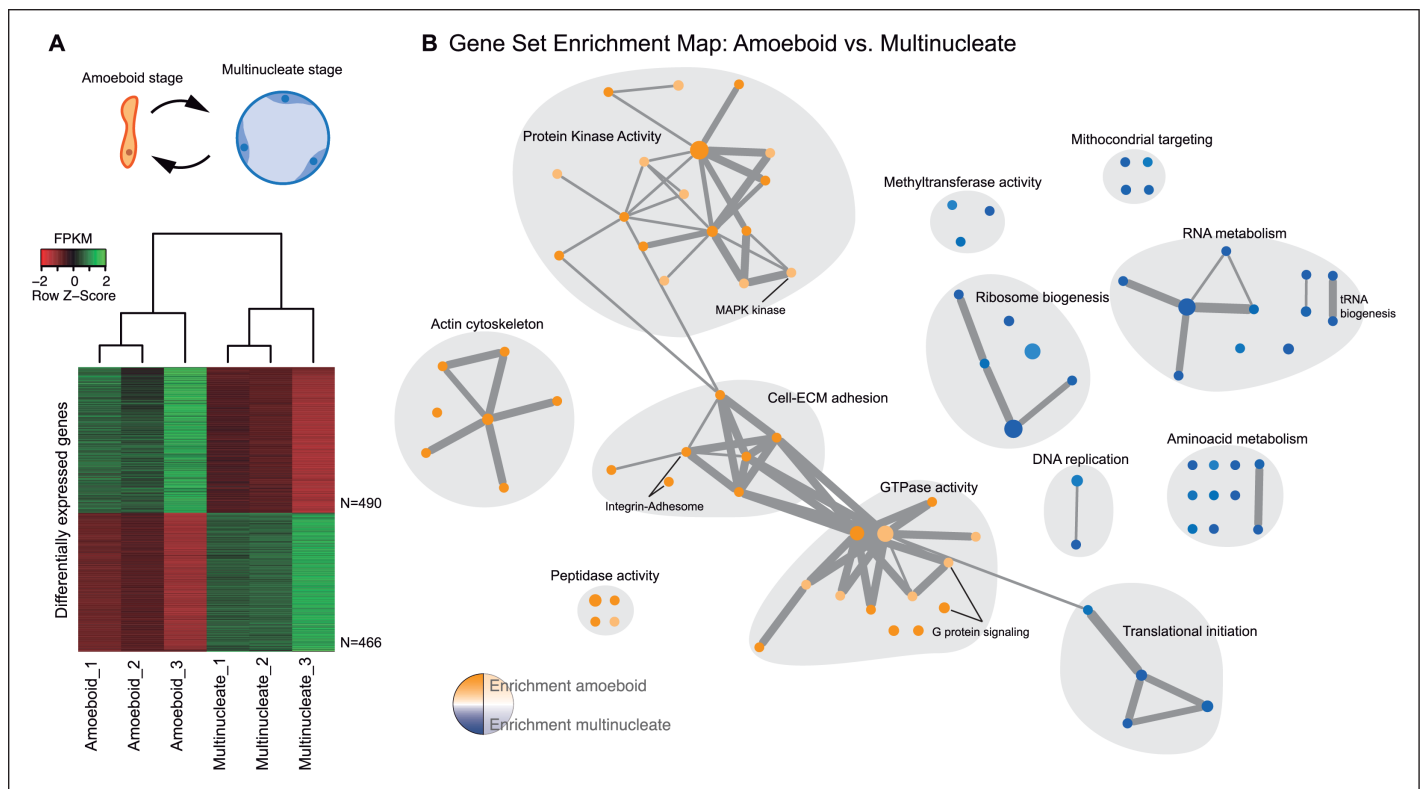 A
Amoeboid stage
Multinucleate stage
FPKM
−2 0 2
Row Z−Score
Differentially expressed genes
N=490
N=466
Amoeboid_1
Amoeboid_2
Amoeboid_3
Multinucleate_1
Multinucleate_2
Multinucleate_3
B Gene Set Enrichment Map: Amoeboid vs. Multinucleate
Protein Kinase Activity
MAPK kinase
Mithocondrial targeting
Methyltransferase activity
RNA metabolism
tRNA
biogenesis
Ribosome biogenesis
Actin cytoskeleton
Cell-ECM adhesion
Integrin-Adhesome
GTPase activity
G protein signaling
DNA replication
Aminoacid metabolism
Peptidase activity
Translational initiation
Enrichment amoeboid
Enrichment multinucleate